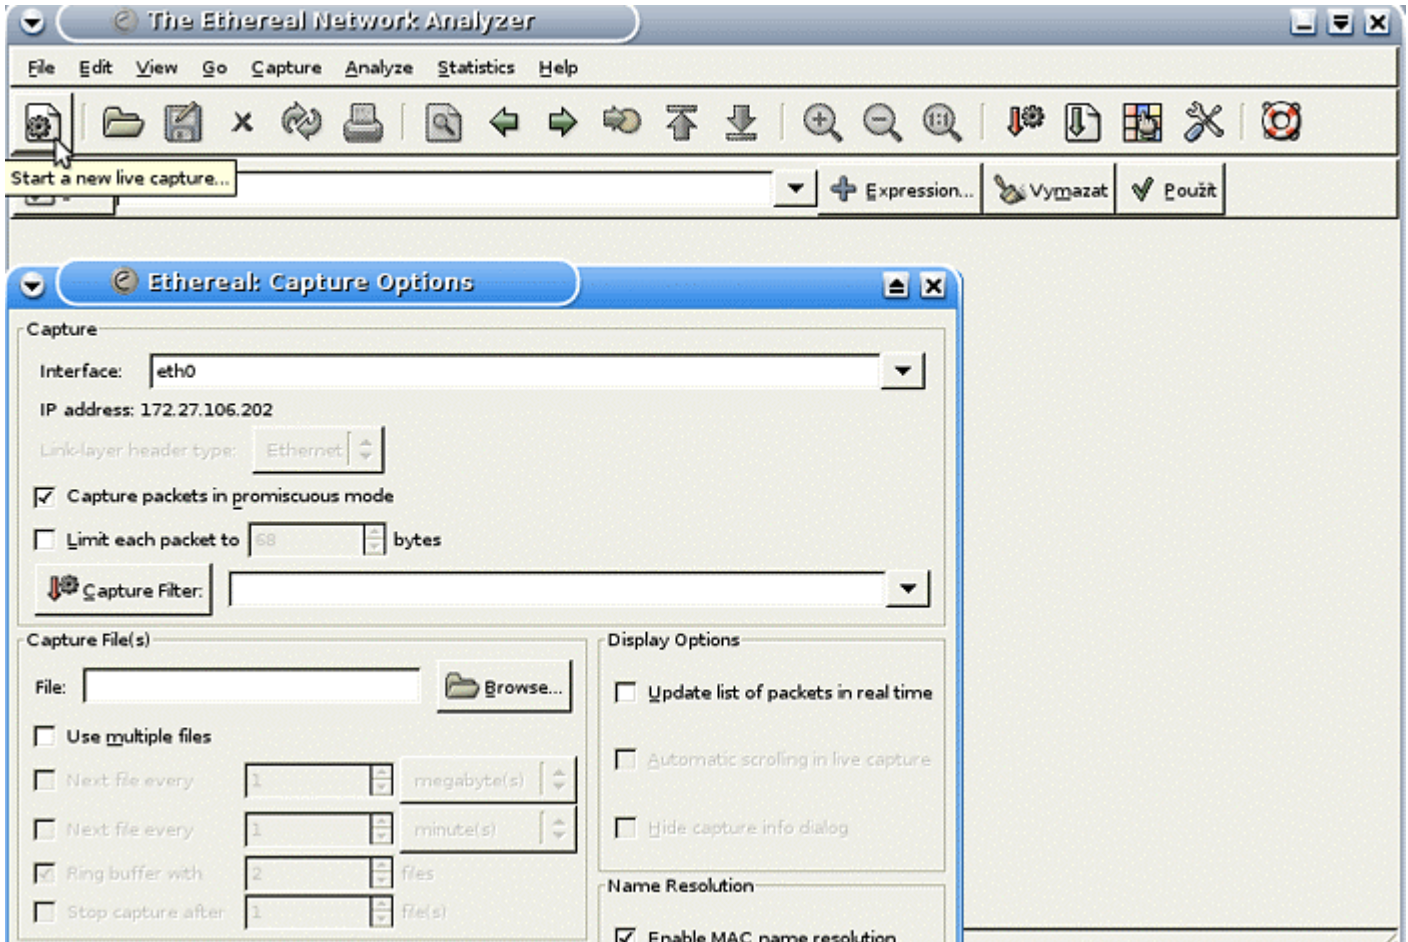 The Ethereal Network Analyzer
File Edit View Go Capture Analyze Statistics Help
Start a new live capture...
Expression... Vymazat Použít
Ethereal: Capture Options
Capture
Interface: eth0
IP address: 172.27.106.202
Link-layer header type: Ethernet
Capture packets in promiscuous mode
Limit each packet to 68 bytes
Capture Filter:
Capture File(s)
File: Browse...
Use multiple files
Next file every 1 megabyte(s)
Next file every 1 minute(s)
Ring buffer with 2 files
Stop capture after 1 file(s)
Display Options
Update list of packets in real time
Automatic scrolling in live capture
Hide capture info dialog
Name Resolution
Enable MAC name resolution